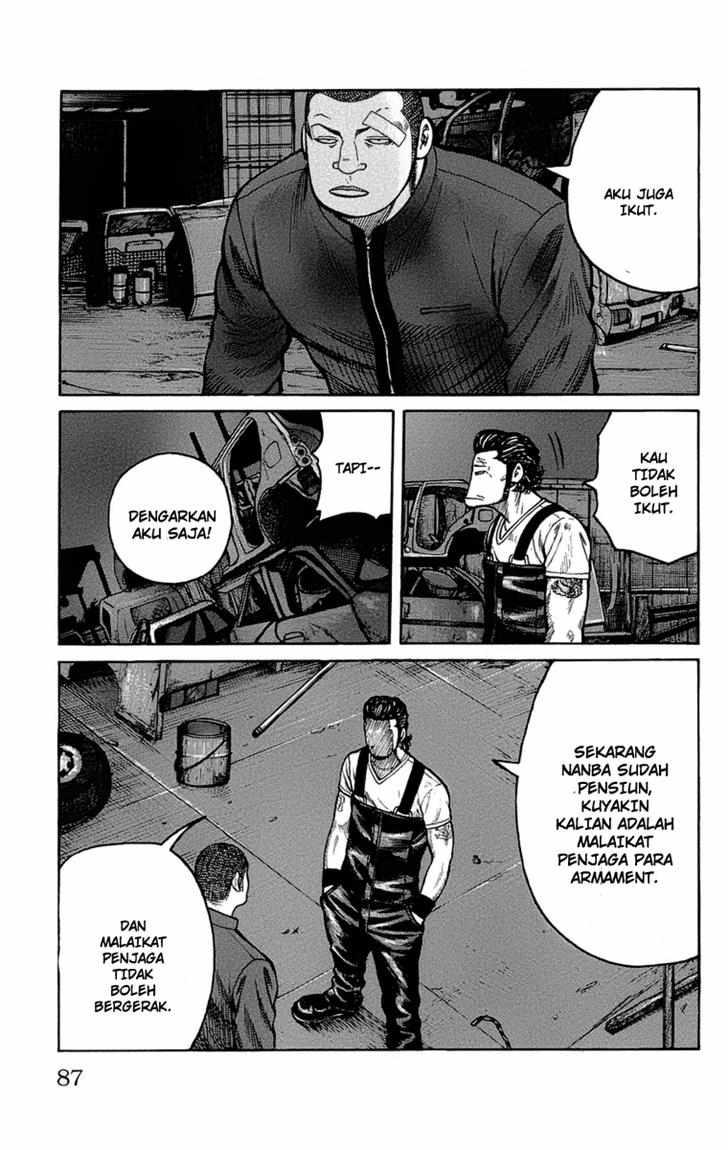 AKU JUGA
IKUT.
KAU
TIDAK
BOLEH
IKUT.
TAPI--
DENGARKAN
AKU SAJA!
SEKARANG
NANBA SUDAH
PENSIUN,
KUYAKIN
KALIAN ADALAH
MALAIKAT
PENJAGA PARA
ARMAMENT.
DAN
MALAIKAT
PENJAGA
TIDAK
BOLEH
BERGERAK.
87